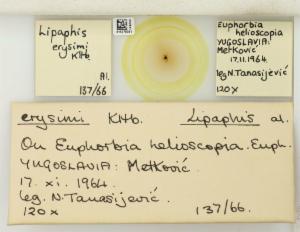 Lipaphis
erysimi
Kltb.
Al.
137/66
Euphorbia
helioscopia
YUGOSLAVIA:
Metković
17.11.1964
leg N. Tanasijević
120x
erysimi Kltb. Lipaphis al.
On Euphorbia helioscopia. Euph.
YUGOSLAVIA: Metković.
17. xi. 1964.
leg. N. Tanasijević.
120x 137/66.